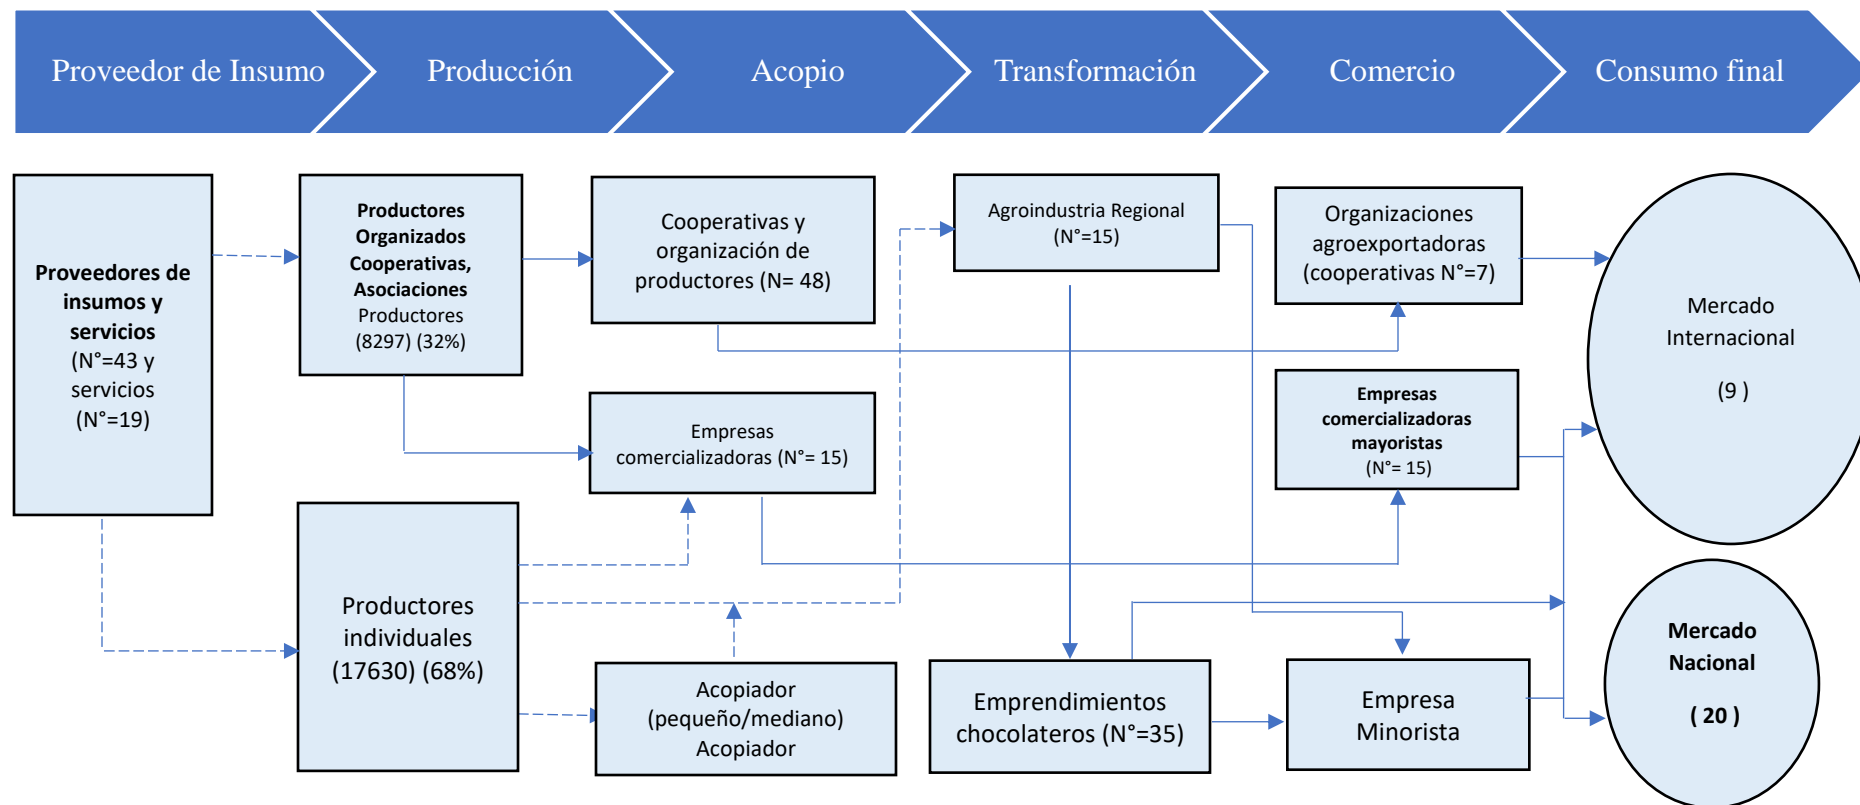 Proveedor de Insumo
Producción
Acopio
Transformación
Comercio
Consumo final
Proveedores de
insumos y
servicios
(N°=43 y
servicios
(N°=19)
Productores
Organizados
Cooperativas,
Asociaciones
Productores
(8297) (32%)
Productores
individuales
(17630) (68%)
Cooperativas y
organización de
productores (N= 48)
Empresas
comercializadoras (N°= 15)
Acopiador
(pequeño/mediano)
Acopiador
Agroindustria Regional
(N°=15)
Emprendimientos
chocolateros (N°=35)
Organizaciones
agroexportadoras
(cooperativas N°=7)
Empresas
comercializadoras
mayoristas
(N°= 15)
Empresa
Minorista
Mercado
Internacional
(9 )
Mercado
Nacional
( 20 )